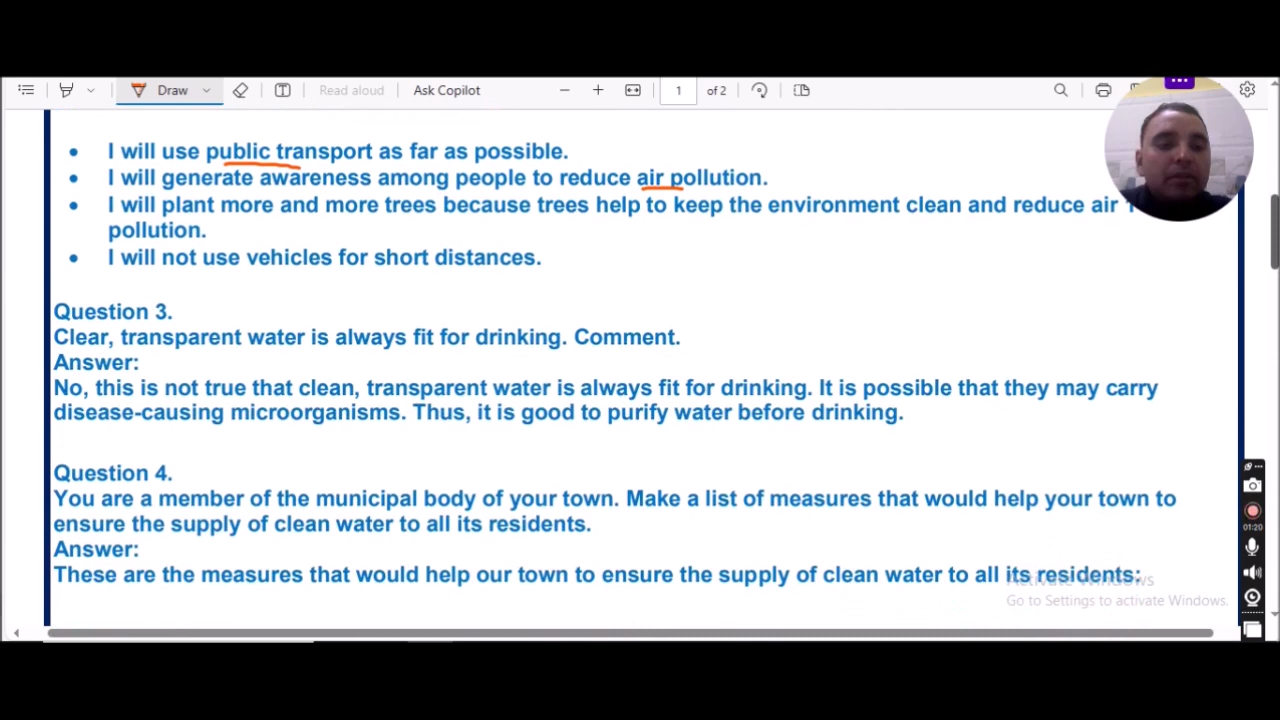 Draw
Read aloud
Ask Copilot
1
of 2
• I will use public transport as far as possible.
• I will generate awareness among people to reduce air pollution.
• I will plant more and more trees because trees help to keep the environment clean and reduce air
pollution.
• I will not use vehicles for short distances.
Question 3.
Clear, transparent water is always fit for drinking. Comment.
Answer:
No, this is not true that clean, transparent water is always fit for drinking. It is possible that they may carry
disease-causing microorganisms. Thus, it is good to purify water before drinking.
Question 4.
You are a member of the municipal body of your town. Make a list of measures that would help your town to
ensure the supply of clean water to all its residents.
Answer:
These are the measures that would help our town to ensure the supply of clean water to all its residents:
Activate Windows
Go to Settings to activate Windows.
01:20